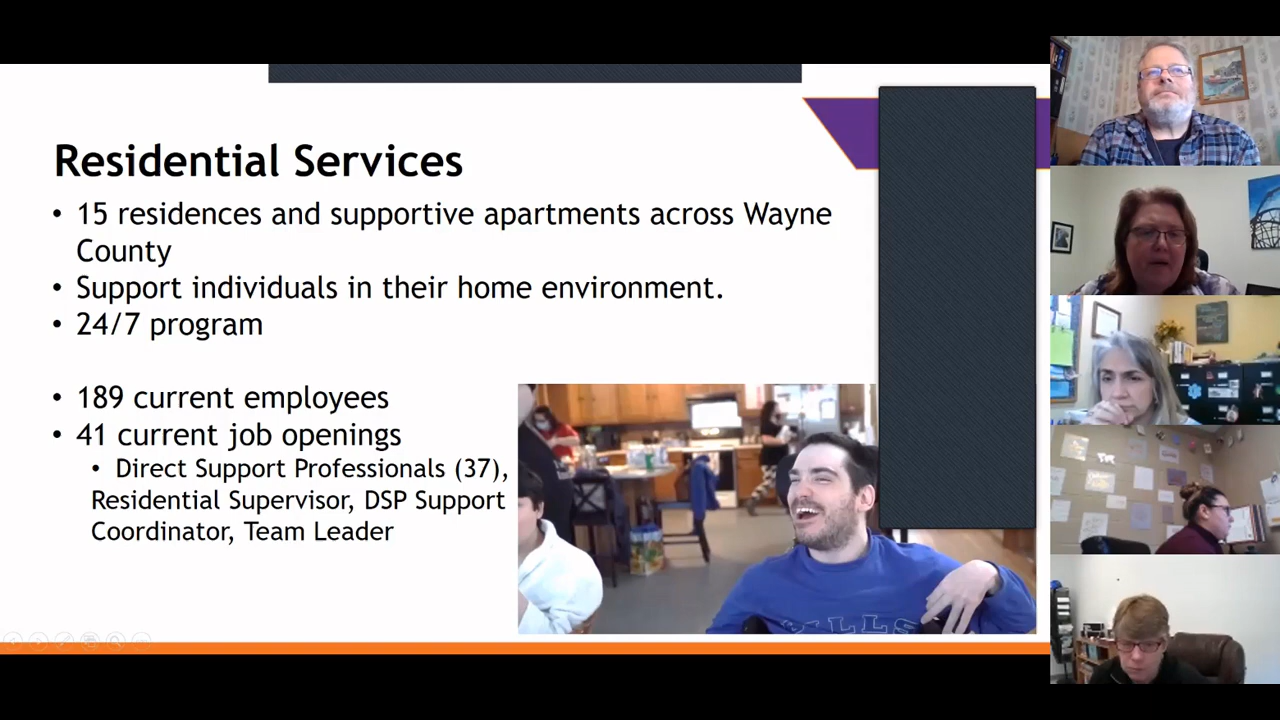 Residential Services
• 15 residences and supportive apartments across Wayne
County
• Support individuals in their home environment.
• 24/7 program
• 189 current employees
• 41 current job openings
• Direct Support Professionals (37),
Residential Supervisor, DSP Support
Coordinator, Team Leader
BILLS